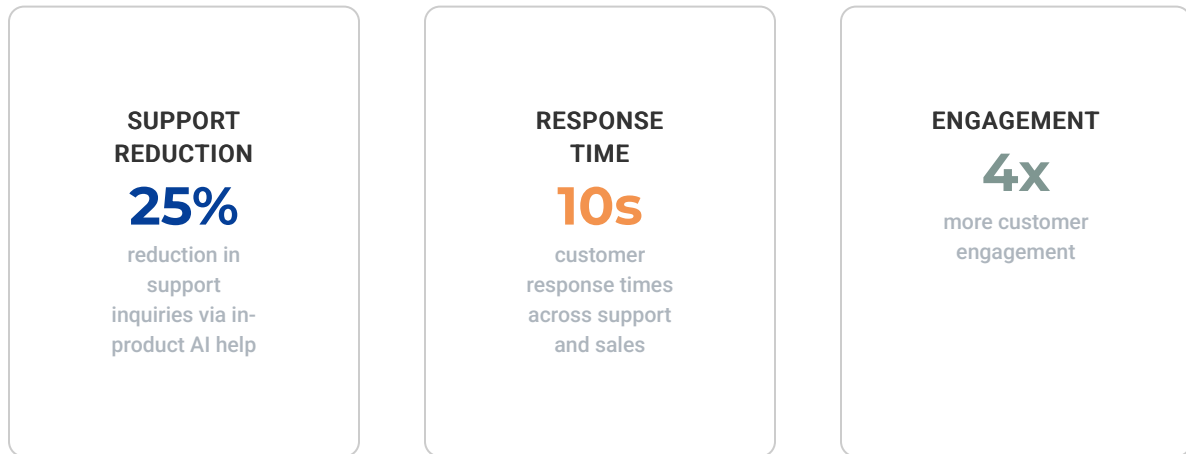 SUPPORT
REDUCTION
25%
reduction in
support
inquiries via in-
product AI help
RESPONSE
TIME
10s
customer
response times
across support
and sales
ENGAGEMENT
4x
more customer
engagement